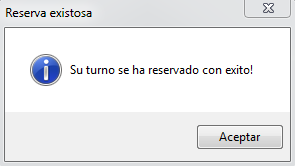 Reserva existosa
Su turno se ha reservado con exito!
Aceptar